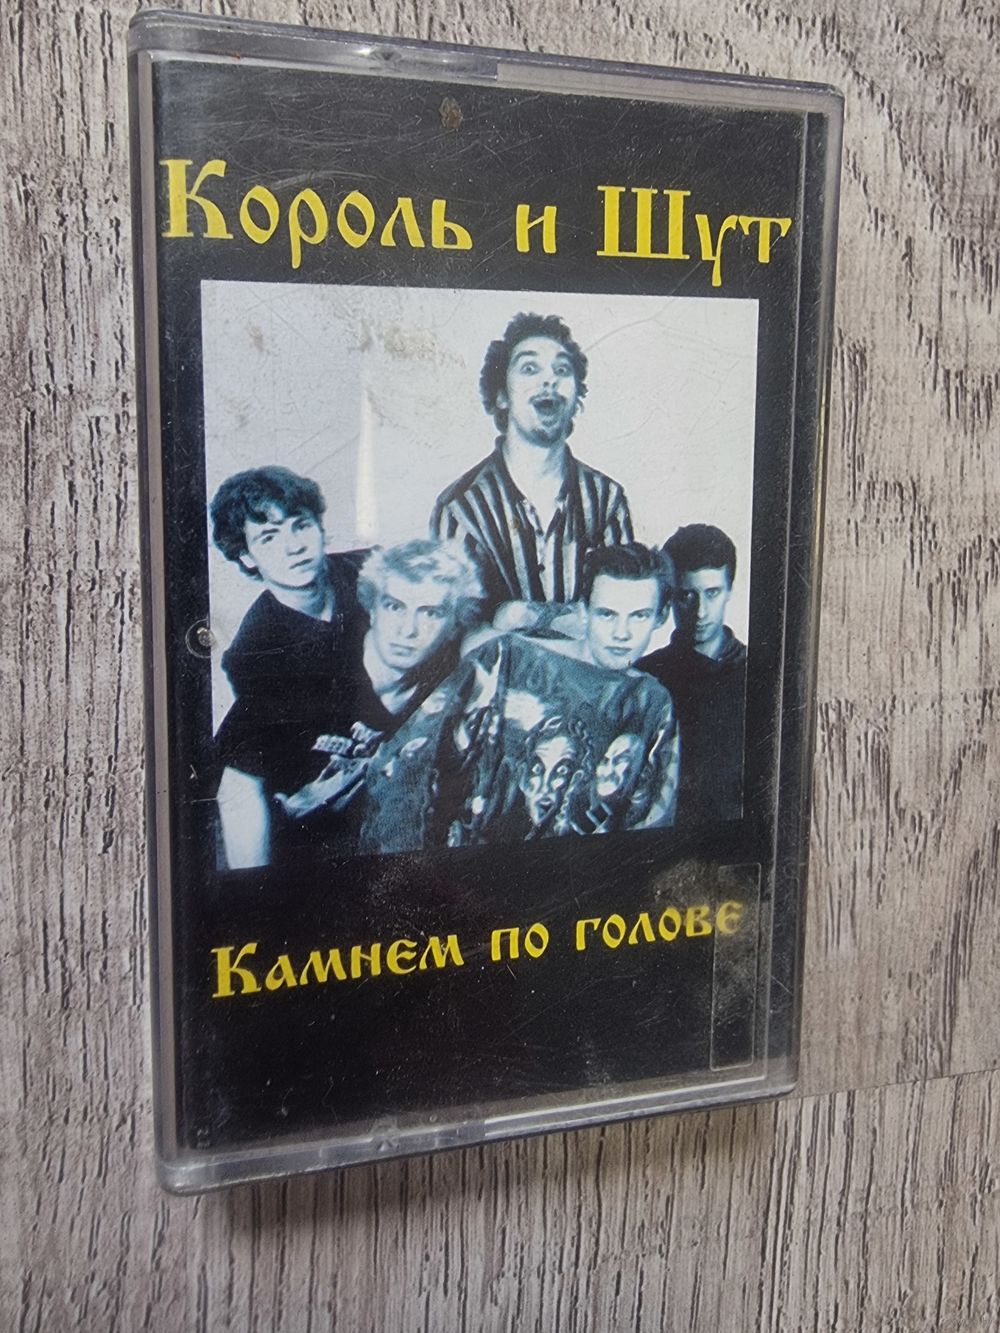 Король и Шут
Камнем по голове